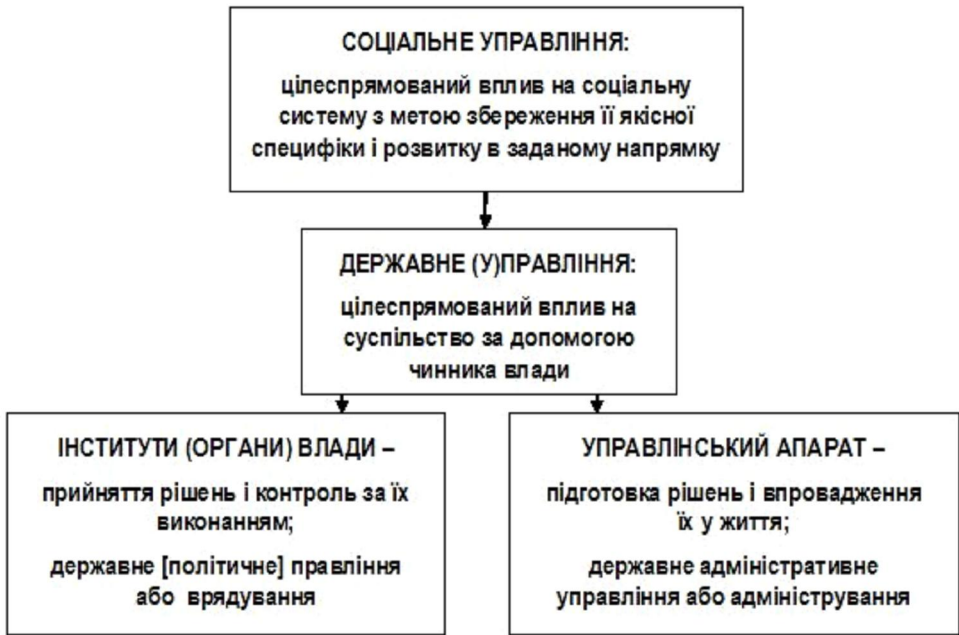 СОЦІАЛЬНЕ УПРАВЛІННЯ:
цілеспрямований вплив на соціальну
систему з метою збереження її якісної
специфіки і розвитку в заданому напрямку
ДЕРЖАВНЕ (У)ПРАВЛІННЯ:
цілеспрямований вплив на
суспільство за допомогою
чинника влади
ІНСТИТУТИ (ОРГАНИ) ВЛАДИ –
прийняття рішень і контроль за їх
виконанням;
державне [політичне] правління
або врядування
УПРАВЛІНСЬКИЙ АПАРАТ –
підготовка рішень і впровадження
їх у життя;
державне адміністративне
управління або адміністрування